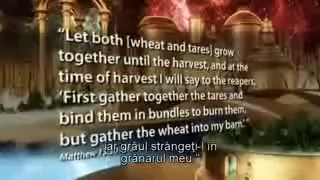 “Let both [wheat and tares] grow
together until the harvest, and at the
time of harvest I will say to the reapers,
‘First gather together the tares and
bind them in bundles to burn them,
but gather the wheat into my barn.’”
Matthew
iar grâul strângeţi-l în
grânarul meu "